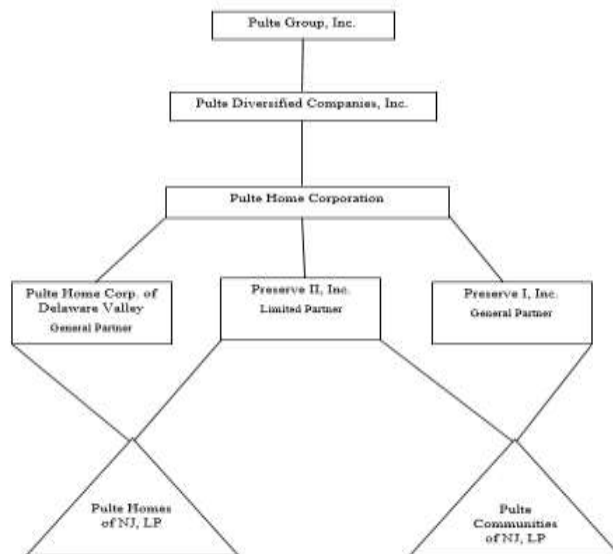 Pulte Group, Inc.
Pulte Diversified Companies, Inc.
Pulte Home Corporation
Pulte Home Corp. of
Delaware Valley
General Partner
Preserve II, Inc.
Limited Partner
Preserve I, Inc.
General Partner
Pulte Homes
of NJ, LP
Pulte
Communities
of NJ, LP